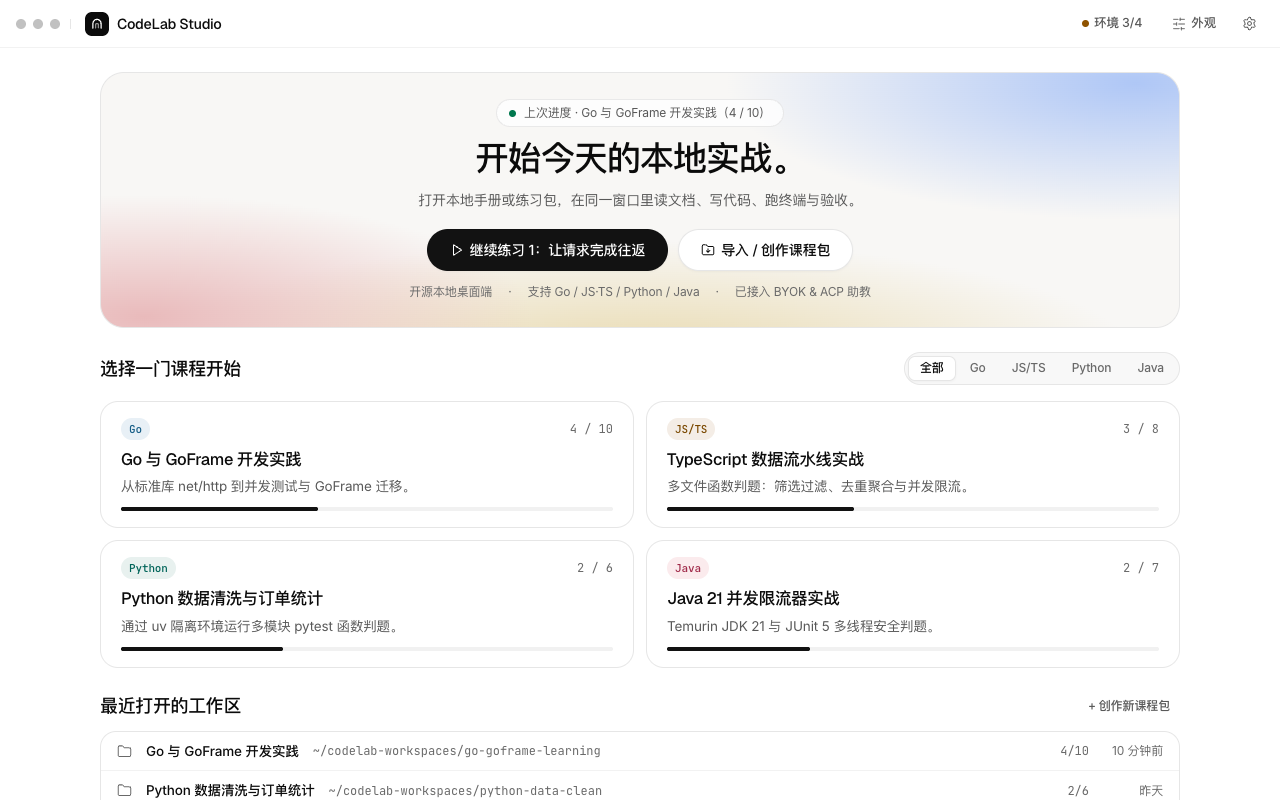 CodeLab Studio
环境 3/4
外观
上次进度 · Go 与 GoFrame 开发实践（4 / 10）
开始今天的本地实战。
打开本地手册或练习包，在同一窗口里读文档、写代码、跑终端与验收。
继续练习 1：让请求完成往返
导入 / 创作课程包
开源本地桌面端 · 支持 Go / JS·TS / Python / Java · 已接入 BYOK & ACP 助教
选择一门课程开始
全部 Go JS/TS Python Java
Go
4 / 10
Go 与 GoFrame 开发实践
从标准库 net/http 到并发测试与 GoFrame 迁移。
JS/TS
3 / 8
TypeScript 数据流水线实战
多文件函数判题：筛选过滤、去重聚合与并发限流。
Python
2 / 6
Python 数据清洗与订单统计
通过 uv 隔离环境运行多模块 pytest 函数判题。
Java
2 / 7
Java 21 并发限流器实战
Temurin JDK 21 与 JUnit 5 多线程安全判题。
最近打开的工作区
+ 创作新课程包
Go 与 GoFrame 开发实践 ~/codelab-workspaces/go-goframe-learning 4/10 10 分钟前
Python 数据清洗与订单统计 ~/codelab-workspaces/python-data-clean 2/6 昨天